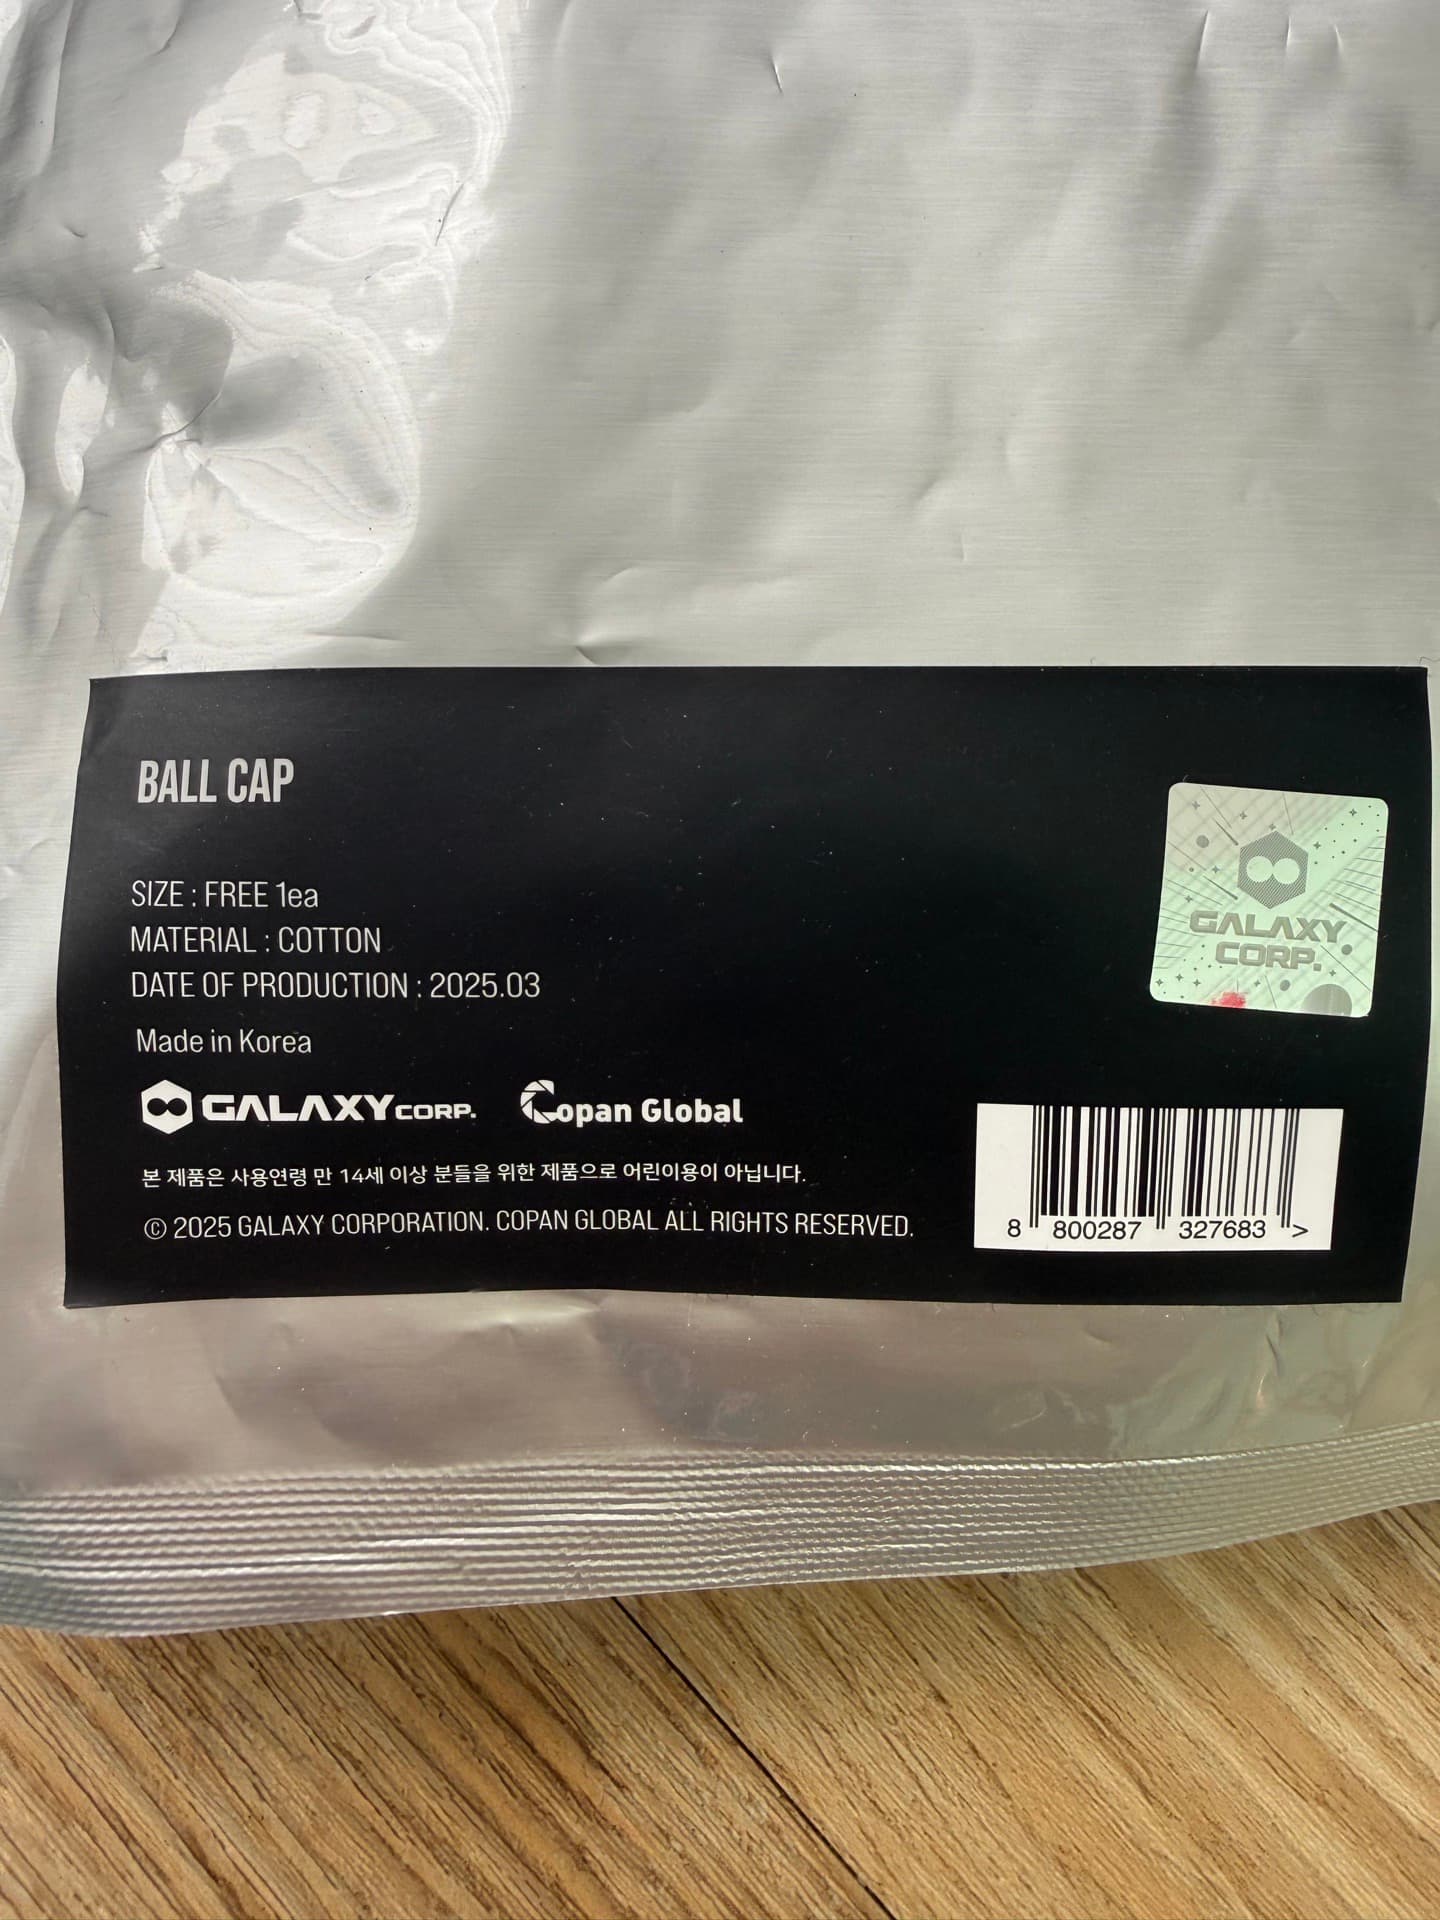 BALL CAP
SIZE : FREE 1ea
MATERIAL : COTTON
DATE OF PRODUCTION : 2025.03
Made in Korea
GALAXY CORP. Copan Global
본 제품은 사용연령 만 14세 이상 분들을 위한 제품으로 어린이용이 아닙니다.
© 2025 GALAXY CORPORATION. COPAN GLOBAL ALL RIGHTS RESERVED.
GALAXY
CORP.
8 800287 327683 >